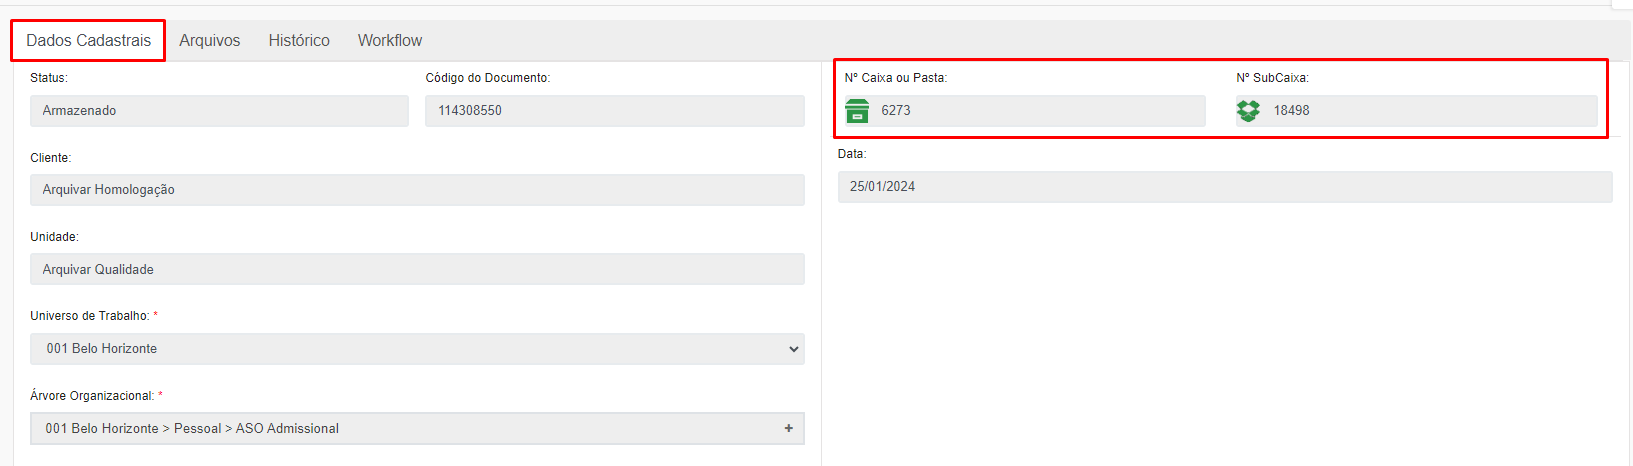 Dados Cadastrais Arquivos Histórico Workflow
Status: Código do Documento:
Armazenado 114308550
Cliente:
Arquivar Homologação
Unidade:
Arquivar Qualidade
Universo de Trabalho: *
001 Belo Horizonte
Árvore Organizacional: *
001 Belo Horizonte > Pessoal > ASO Admissional +
Nº Caixa ou Pasta: Nº SubCaixa:
6273 18498
Data:
25/01/2024